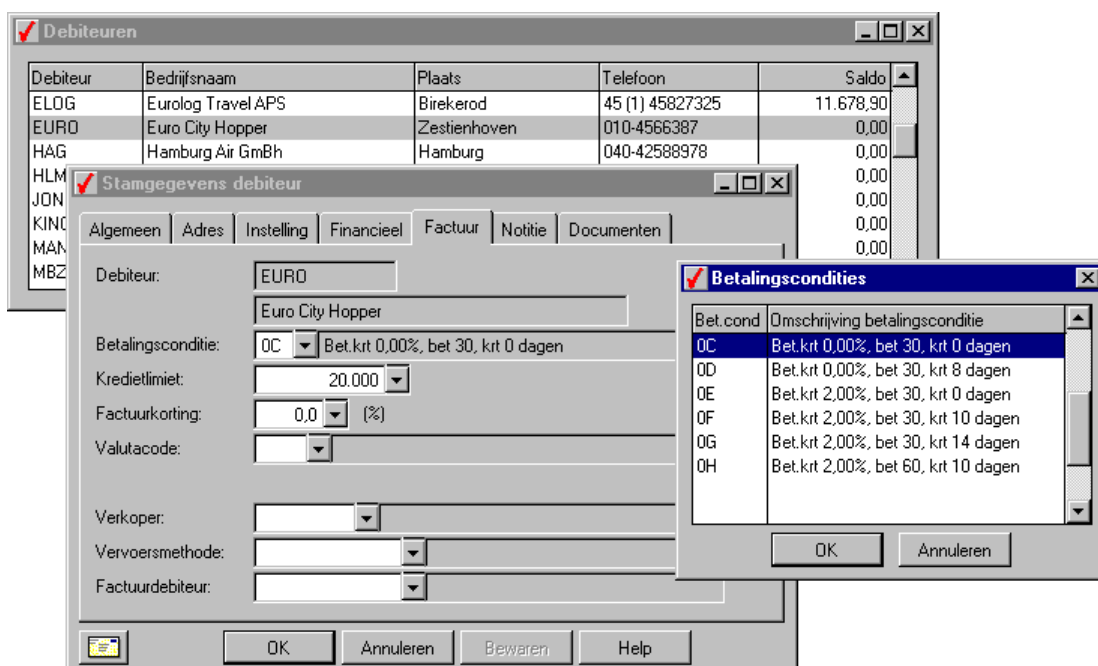 Debiteuren
Debiteur Bedrijfsnaam Plaats Telefoon Saldo
ELOG Eurolog Travel APS Birekerod 45 (1) 45827325 11.678,90
EURO Euro City Hopper Zestienhoven 010-4566387 0,00
HAG Hamburg Air GmBh Hamburg 040-42588978 0,00
HLM 0,00
JON 0,00
KING 0,00
MAN 0,00
MBZ
Stamgegevens debiteur
Algemeen Adres Instelling Financieel Factuur Notitie Documenten
Debiteur: EURO
Euro City Hopper
Betalingsconditie: 0C Bet.krt 0,00%, bet 30, krt 0 dagen
Kredietlimiet: 20.000
Factuurkorting: 0,0 (%)
Valutacode:
Verkoper:
Vervoersmethode:
Factuurdebiteur:
OK Annuleren Bewaren Help
Betalingscondities
Bet.cond Omschrijving betalingsconditie
0C Bet.krt 0,00%, bet 30, krt 0 dagen
0D Bet.krt 0,00%, bet 30, krt 8 dagen
0E Bet.krt 2,00%, bet 30, krt 0 dagen
0F Bet.krt 2,00%, bet 30, krt 10 dagen
0G Bet.krt 2,00%, bet 30, krt 14 dagen
0H Bet.krt 2,00%, bet 60, krt 10 dagen
OK Annuleren